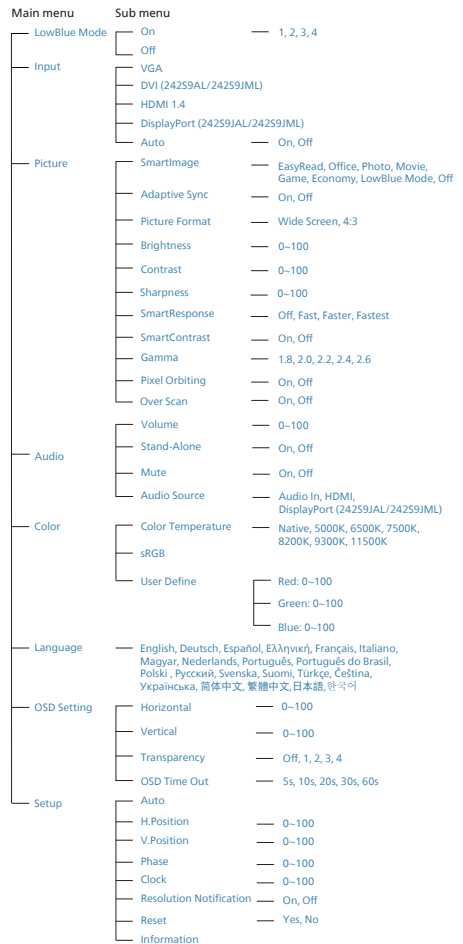 Main menu Sub menu
LowBlue Mode On 1, 2, 3, 4
Off
Input VGA
DVI (242S9AL/242S9JML)
HDMI 1.4
DisplayPort (242S9JAL/242S9JML)
Auto On, Off
Picture SmartImage EasyRead, Office, Photo, Movie,
Game, Economy, LowBlue Mode, Off
Adaptive Sync On, Off
Picture Format Wide Screen, 4:3
Brightness 0~100
Contrast 0~100
Sharpness 0~100
SmartResponse Off, Fast, Faster, Fastest
SmartContrast On, Off
Gamma 1.8, 2.0, 2.2, 2.4, 2.6
Pixel Orbiting On, Off
Over Scan On, Off
Audio Volume 0~100
Stand-Alone On, Off
Mute On, Off
Audio Source Audio In, HDMI,
DisplayPort (242S9JAL/242S9JML)
Color Color Temperature Native, 5000K, 6500K, 7500K,
8200K, 9300K, 11500K
sRGB
User Define Red: 0~100
Green: 0~100
Blue: 0~100
Language English, Deutsch, Español, Ελληνική, Français, Italiano,
Magyar, Nederlands, Português, Português do Brasil,
Polski , Русский, Svenska, Suomi, Türkçe, Čeština,
Українська, 简体中文, 繁體中文,日本語,한국어
OSD Setting Horizontal 0~100
Vertical 0~100
Transparency Off, 1, 2, 3, 4
OSD Time Out 5s, 10s, 20s, 30s, 60s
Setup Auto
H.Position 0~100
V.Position 0~100
Phase 0~100
Clock 0~100
Resolution Notification On, Off
Reset Yes, No
Information